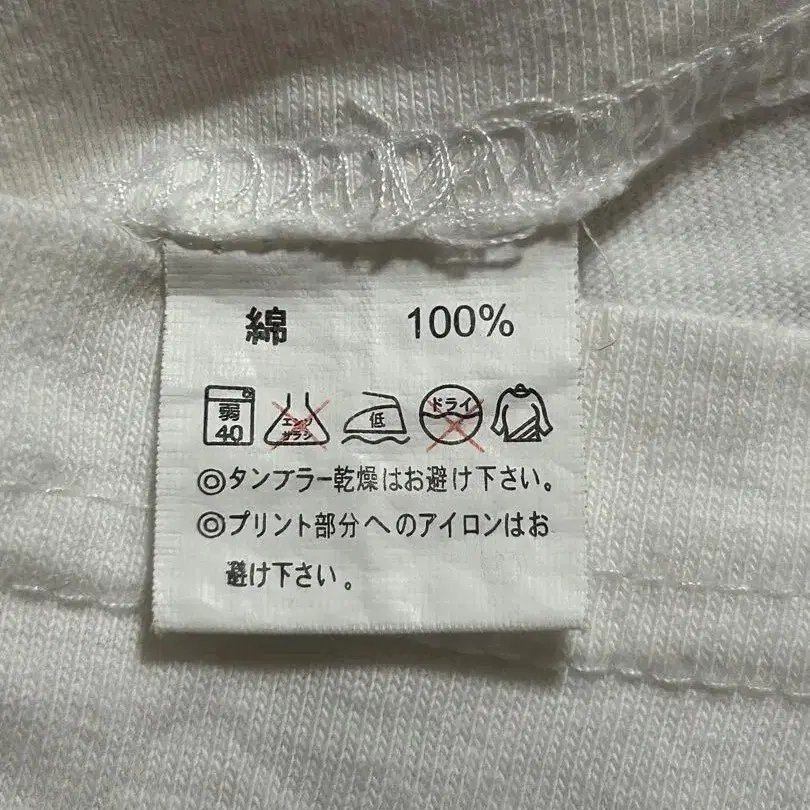 綿 100%
弱 40 エンソ サラシ 低 ドライ
◎タンブラー乾燥はお避け下さい。
◎プリント部分へのアイロンはお
避け下さい。